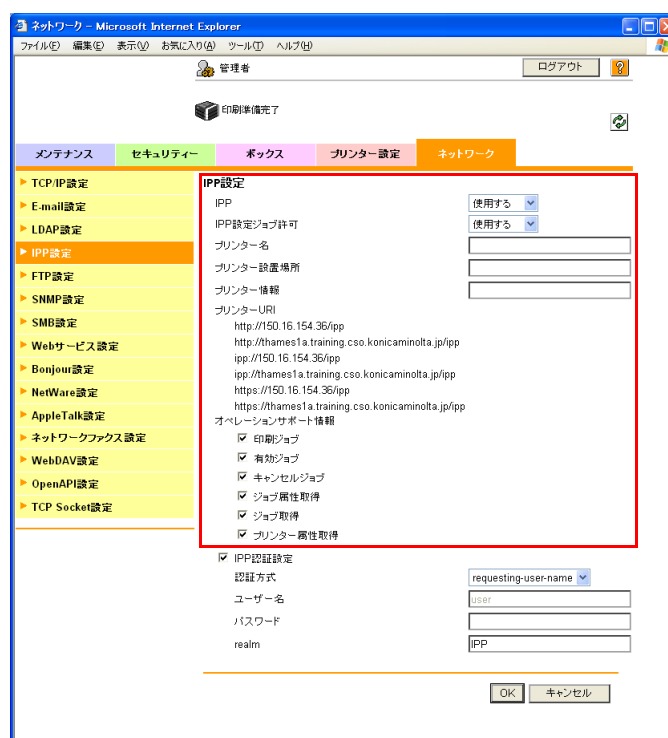 ネットワーク - Microsoft Internet Explorer
ファイル(F) 編集(E) 表示(V) お気に入り(A) ツール(T) ヘルプ(H)
管理者 ログアウト ?
印刷準備完了
メンテナンス セキュリティー ボックス プリンター設定 ネットワーク
TCP/IP設定
E-mail設定
LDAP設定
IPP設定
FTP設定
SNMP設定
SMB設定
Webサービス設定
Bonjour設定
NetWare設定
AppleTalk設定
ネットワークファクス設定
WebDAV設定
OpenAPI設定
TCP Socket設定
IPP設定
IPP 使用する
IPP設定ジョブ許可 使用する
プリンター名
プリンター設置場所
プリンター情報
プリンターURI
http://150.16.154.36/ipp
http://thames1a.training.cso.konicaminolta.jp/ipp
ipp://150.16.154.36/ipp
ipp://thames1a.training.cso.konicaminolta.jp/ipp
https://150.16.154.36/ipp
https://thames1a.training.cso.konicaminolta.jp/ipp
オペレーションサポート情報
印刷ジョブ
有効ジョブ
キャンセルジョブ
ジョブ属性取得
ジョブ取得
プリンター属性取得
IPP認証設定
認証方式 requesting-user-name
ユーザー名 user
パスワード
realm IPP
OK キャンセル